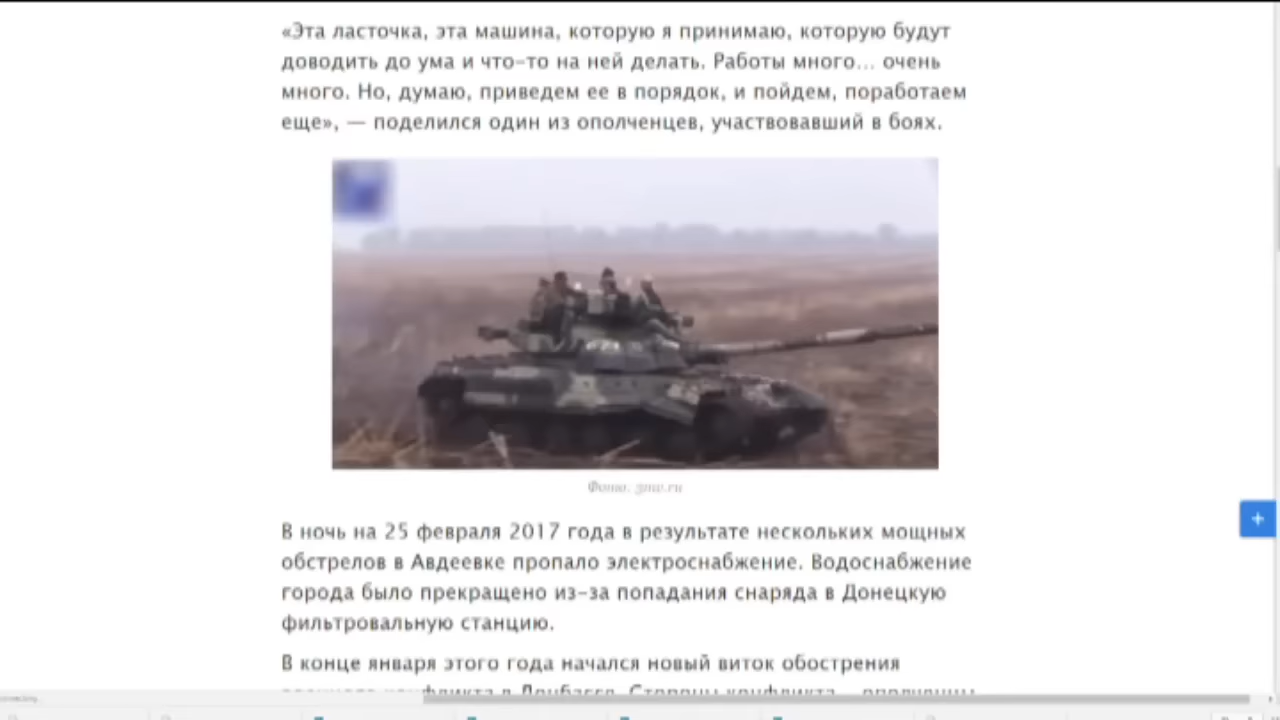 «Эта ласточка, эта машина, которую я принимаю, которую будут
доводить до ума и что-то на ней делать. Работы много... очень
много. Но, думаю, приведем ее в порядок, и пойдем, поработаем
еще», — поделился один из ополченцев, участвовавший в боях.
Фото:
В ночь на 25 февраля 2017 года в результате нескольких мощных
обстрелов в Авдеевке пропало электроснабжение. Водоснабжение
города было прекращено из-за попадания снаряда в Донецкую
фильтровальную станцию.
В конце января этого года начался новый виток обострения